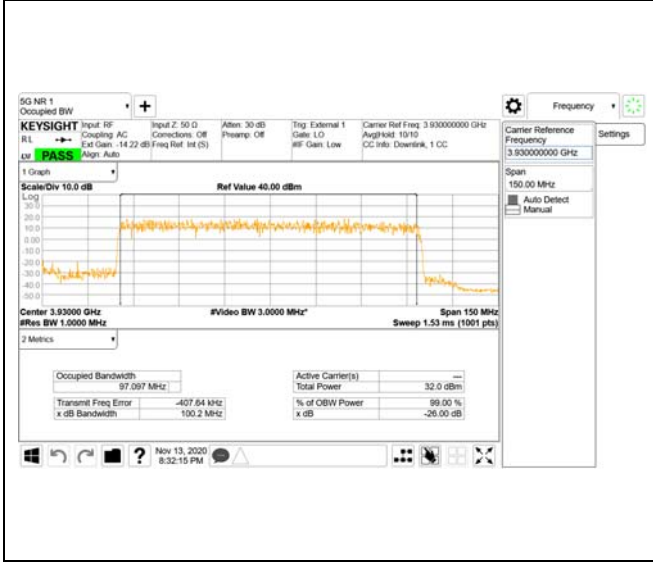 5G NR 1
Occupied BW
Frequency
KEYSIGHT Input: RF Input Z: 50 Ω Atten: 30 dB Trig: External 1 Carrier Ref Freq: 3.930000000 GHz
R L Coupling: AC Corrections: Off Preamp: Off Gate: LO Avg|Hold: 10/10
Ext Gain: -14.22 dB Freq Ref: Int (S) #IF Gain: Low CC Info: Downlink, 1 CC
PASS Align: Auto
Carrier Reference
Frequency
3.930000000 GHz
Settings
Span
150.00 MHz
Auto Detect
Manual
1 Graph
Scale/Div 10.0 dB Ref Value 40.00 dBm
Log
30.0
20.0
10.0
0.00
-10.0
-20.0
-30.0
-40.0
-50.0
Center 3.93000 GHz #Video BW 3.0000 MHz* Span 150 MHz
#Res BW 1.0000 MHz Sweep 1.53 ms (1001 pts)
2 Metrics
Occupied Bandwidth
97.097 MHz
Transmit Freq Error -407.64 kHz
x dB Bandwidth 100.2 MHz
Active Carrier(s) ---
Total Power 32.0 dBm
% of OBW Power 99.00 %
x dB -26.00 dB
? Nov 13, 2020
8:32:15 PM